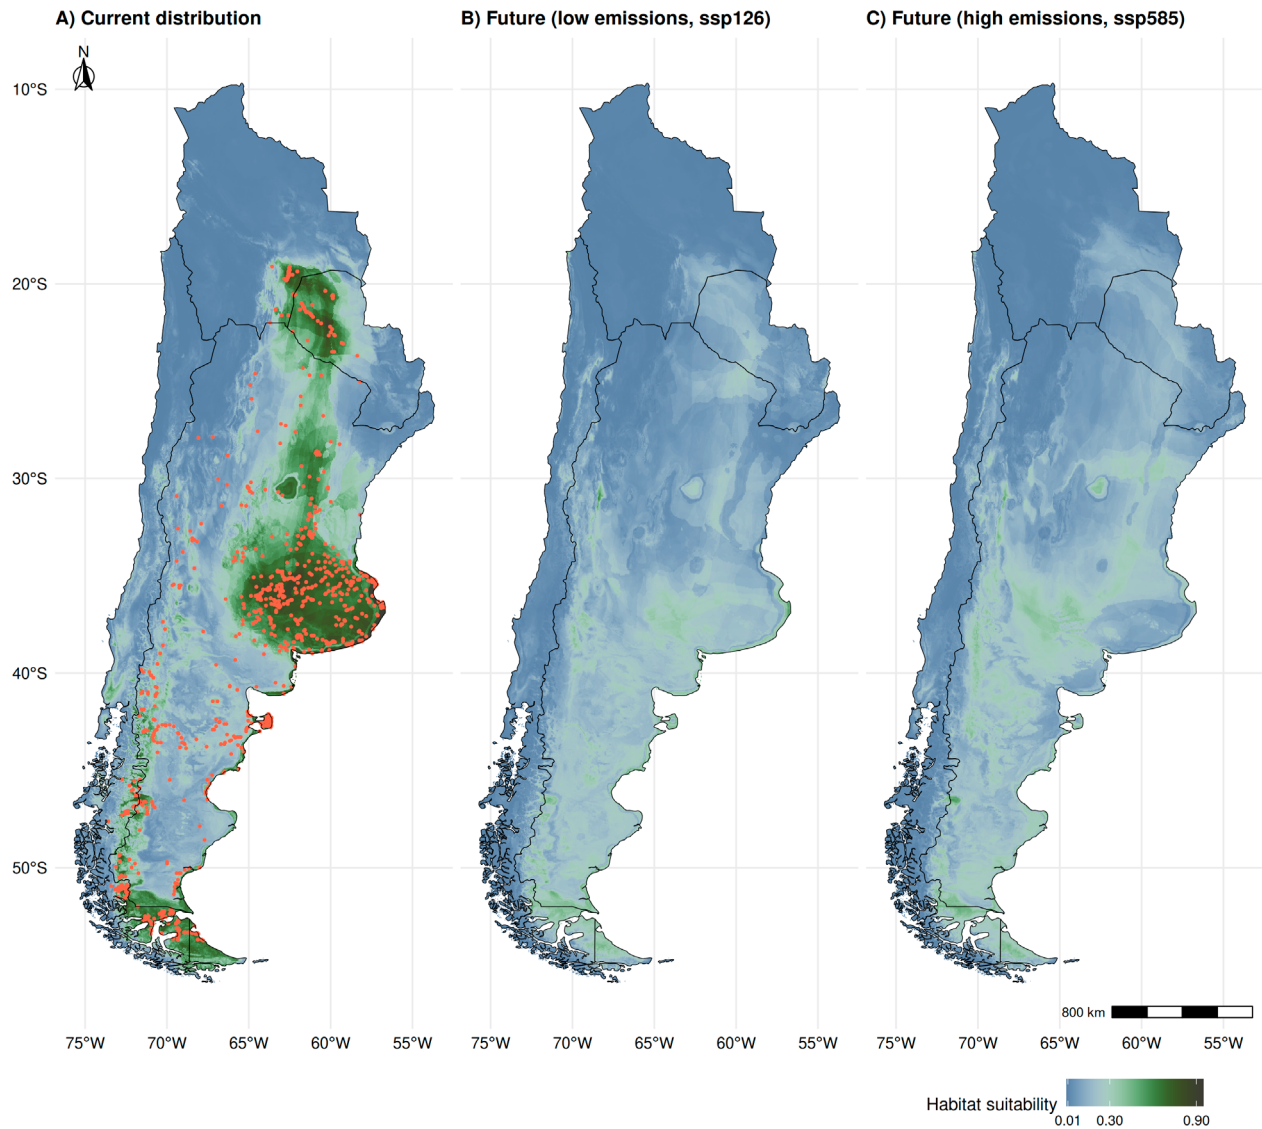 A) Current distribution
B) Future (low emissions, ssp126)
C) Future (high emissions, ssp585)
N
10°S
20°S
30°S
40°S
50°S
800 km
75°W 70°W 65°W 60°W 55°W
75°W 70°W 65°W 60°W 55°W
75°W 70°W 65°W 60°W 55°W
Habitat suitability
0.01 0.30 0.90